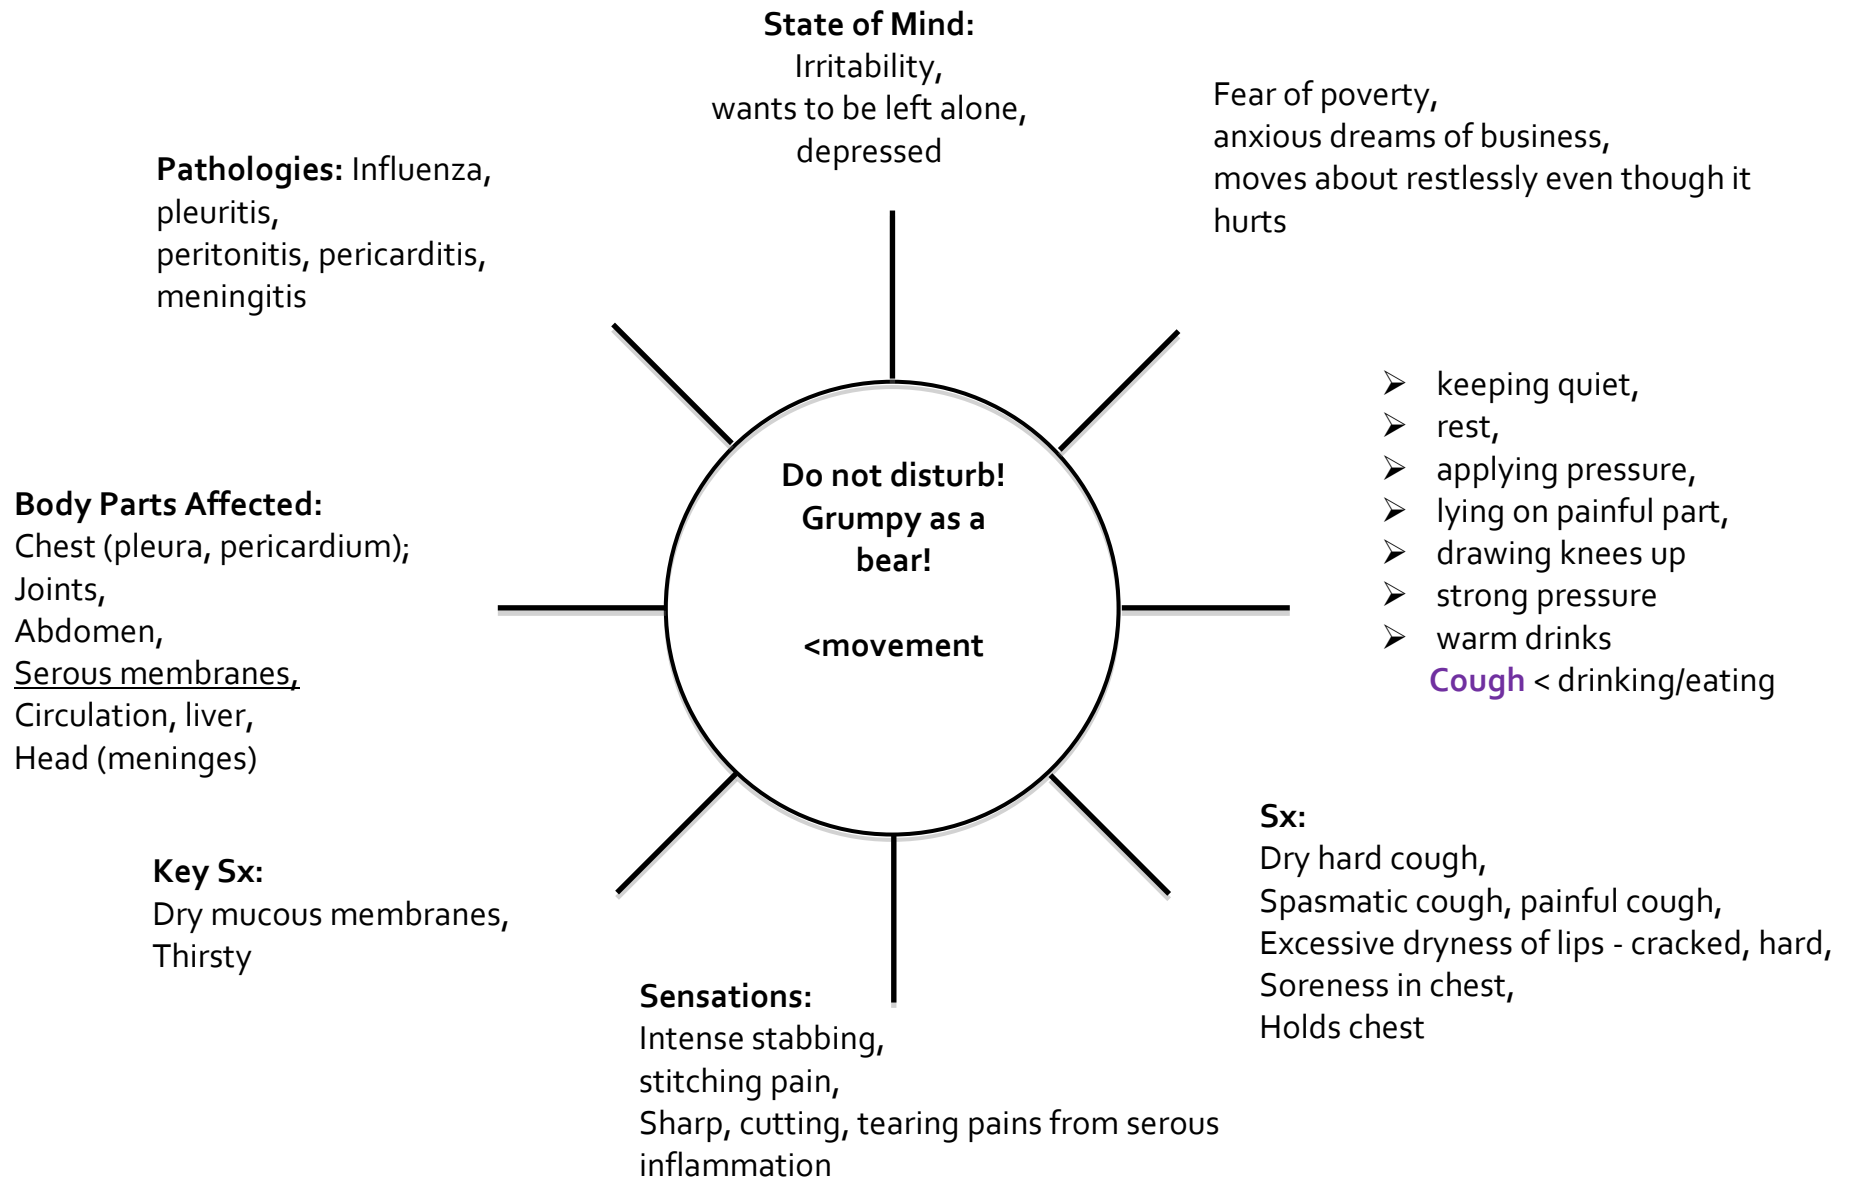 State of Mind:
Irritability,
wants to be left alone,
depressed
Fear of poverty,
anxious dreams of business,
moves about restlessly even though it
hurts
Pathologies: Influenza,
pleuritis,
peritonitis, pericarditis,
meningitis
➢ keeping quiet,
➢ rest,
➢ applying pressure,
➢ lying on painful part,
➢ drawing knees up
➢ strong pressure
➢ warm drinks
Cough < drinking/eating
Do not disturb!
Grumpy as a
bear!
<movement
Body Parts Affected:
Chest (pleura, pericardium);
Joints,
Abdomen,
Serous membranes,
Circulation, liver,
Head (meninges)
Sx:
Dry hard cough,
Spasmatic cough, painful cough,
Excessive dryness of lips - cracked, hard,
Soreness in chest,
Holds chest
Key Sx:
Dry mucous membranes,
Thirsty
Sensations:
Intense stabbing,
stitching pain,
Sharp, cutting, tearing pains from serous
inflammation